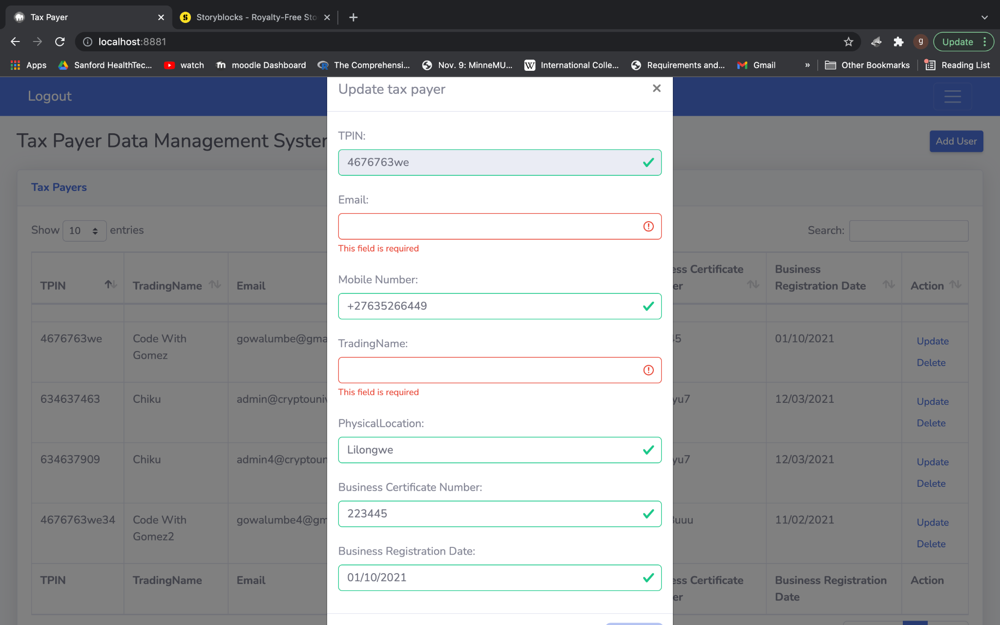 Tax Payer
Storyblocks - Royalty-Free Sto
localhost:8881
g
Update
Apps
Sanford HealthTec...
watch
moodle Dashboard
The Comprehensi...
Nov. 9: MinneMU...
International Colle...
Requirements and...
Gmail
»
Other Bookmarks
Reading List
Logout
Tax Payer Data Management System
Add User
Tax Payers
Show 10 entries
Search:
TPIN
TradingName
Email
ess Certificate
er
Business
Registration Date
Action
4676763we
Code With
Gomez
gowalumbe@gma
45
01/10/2021
Update
Delete
634637463
Chiku
admin@cryptouniv
yu7
12/03/2021
Update
Delete
634637909
Chiku
admin4@cryptoun
yu7
12/03/2021
Update
Delete
4676763we34
Code With
Gomez2
gowalumbe4@gm
uuu
11/02/2021
Update
Delete
TPIN
TradingName
Email
ess Certificate
er
Business Registration
Date
Action
Update tax payer
TPIN:
4676763we
Email:
This field is required
Mobile Number:
+27635266449
TradingName:
This field is required
PhysicalLocation:
Lilongwe
Business Certificate Number:
223445
Business Registration Date:
01/10/2021